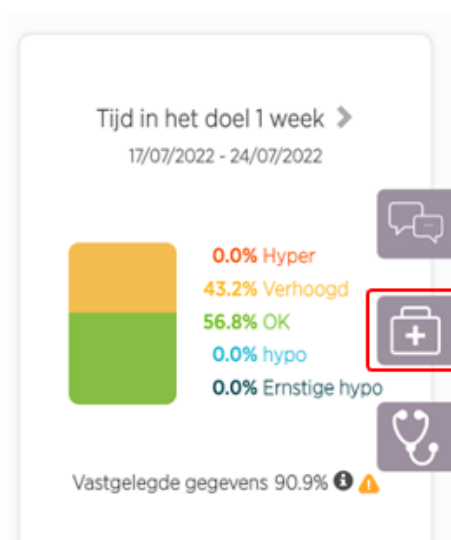 Tijd in het doel 1 week
17/07/2022 - 24/07/2022
0.0% Hyper
43.2% Verhoogd
56.8% OK
0.0% hypo
0.0% Ernstige hypo
Vastgelegde gegevens 90.9%